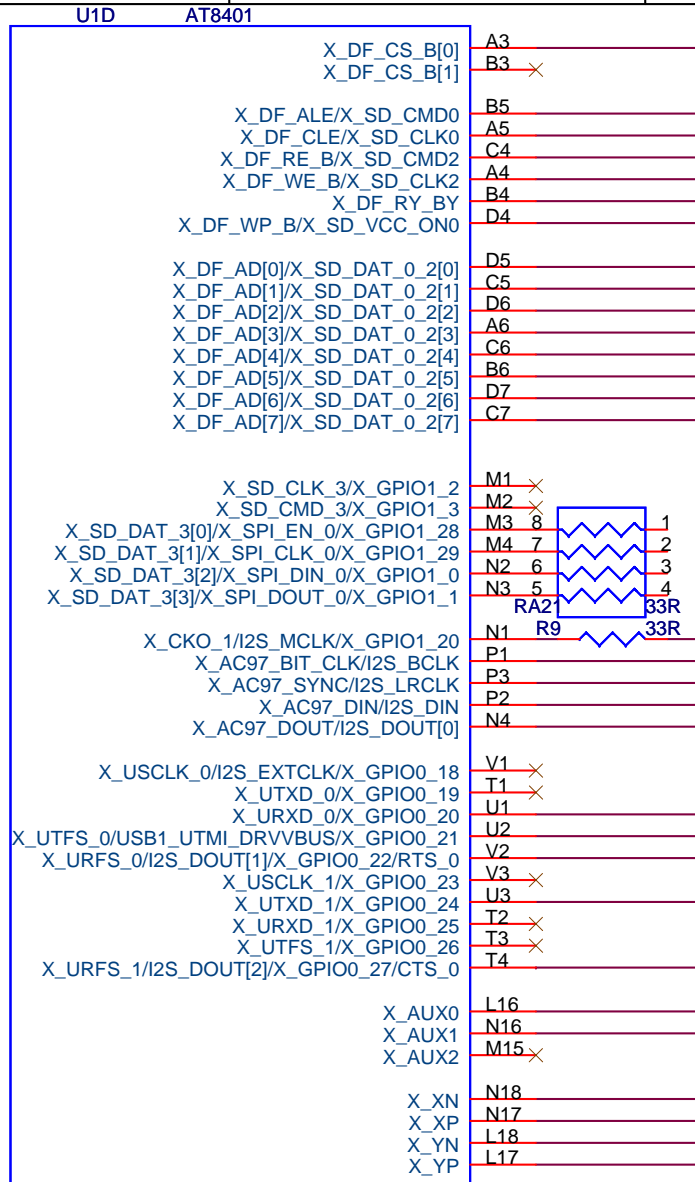 U1D AT8401
X_DF_CS_B[0] A3
X_DF_CS_B[1] B3
X_DF_ALE/X_SD_CMD0 B5
X_DF_CLE/X_SD_CLK0 A5
X_DF_RE_B/X_SD_CMD2 C4
X_DF_WE_B/X_SD_CLK2 A4
X_DF_RY_BY B4
X_DF_WP_B/X_SD_VCC_ON0 D4
X_DF_AD[0]/X_SD_DAT_0_2[0] D5
X_DF_AD[1]/X_SD_DAT_0_2[1] C5
X_DF_AD[2]/X_SD_DAT_0_2[2] D6
X_DF_AD[3]/X_SD_DAT_0_2[3] A6
X_DF_AD[4]/X_SD_DAT_0_2[4] C6
X_DF_AD[5]/X_SD_DAT_0_2[5] B6
X_DF_AD[6]/X_SD_DAT_0_2[6] D7
X_DF_AD[7]/X_SD_DAT_0_2[7] C7
X_SD_CLK_3/X_GPIO1_2 M1
X_SD_CMD_3/X_GPIO1_3 M2
X_SD_DAT_3[0]/X_SPI_EN_0/X_GPIO1_28 M3 8 1
X_SD_DAT_3[1]/X_SPI_CLK_0/X_GPIO1_29 M4 7 2
X_SD_DAT_3[2]/X_SPI_DIN_0/X_GPIO1_0 N2 6 3
X_SD_DAT_3[3]/X_SPI_DOUT_0/X_GPIO1_1 N3 5 4
RA21 33R
X_CKO_1/I2S_MCLK/X_GPIO1_20 N1 R9 33R
X_AC97_BIT_CLK/I2S_BCLK P1
X_AC97_SYNC/I2S_LRCLK P3
X_AC97_DIN/I2S_DIN P2
X_AC97_DOUT/I2S_DOUT[0] N4
X_USCLK_0/I2S_EXTCLK/X_GPIO0_18 V1
X_UTXD_0/X_GPIO0_19 T1
X_URXD_0/X_GPIO0_20 U1
X_UTFS_0/USB1_UTMI_DRVVBUS/X_GPIO0_21 U2
X_URFS_0/I2S_DOUT[1]/X_GPIO0_22/RTS_0 V2
X_USCLK_1/X_GPIO0_23 V3
X_UTXD_1/X_GPIO0_24 U3
X_URXD_1/X_GPIO0_25 T2
X_UTFS_1/X_GPIO0_26 T3
X_URFS_1/I2S_DOUT[2]/X_GPIO0_27/CTS_0 T4
X_AUX0 L16
X_AUX1 N16
X_AUX2 M15
X_XN N18
X_XP N17
X_YN L18
X_YP L17